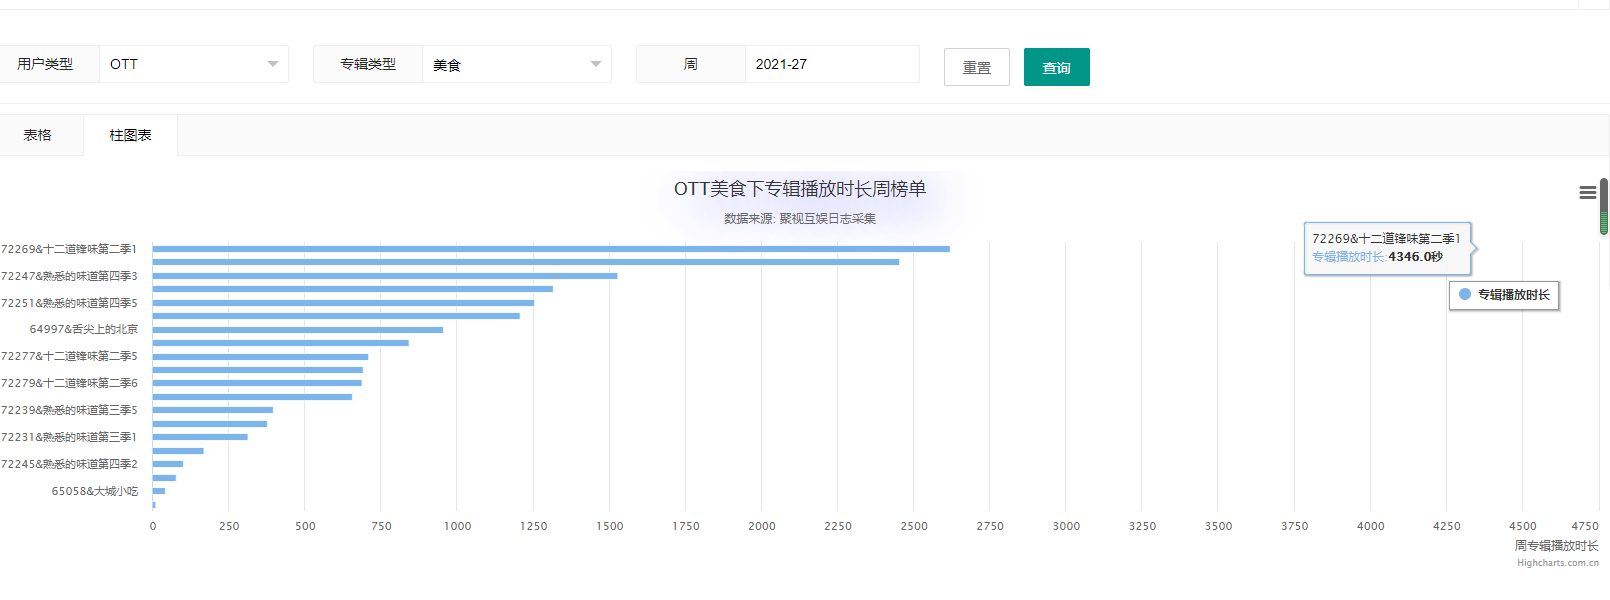 用户类型 OTT 专辑类型 美食 周 2021-27 重置 查询
表格 柱图表
OTT美食下专辑播放时长周榜单
数据来源: 聚视互娱日志采集
72269&十二道锋味第二季1
专辑播放时长:4346.0秒
专辑播放时长
72269&十二道锋味第二季1
72247&熟悉的味道第四季3
72251&熟悉的味道第四季5
64997&舌尖上的北京
72277&十二道锋味第二季5
72279&十二道锋味第二季6
72239&熟悉的味道第三季5
72231&熟悉的味道第三季1
72245&熟悉的味道第四季2
65058&大城小吃
0 250 500 750 1000 1250 1500 1750 2000 2250 2500 2750 3000 3250 3500 3750 4000 4250 4500 4750
周专辑播放时长
Highcharts.com.cn